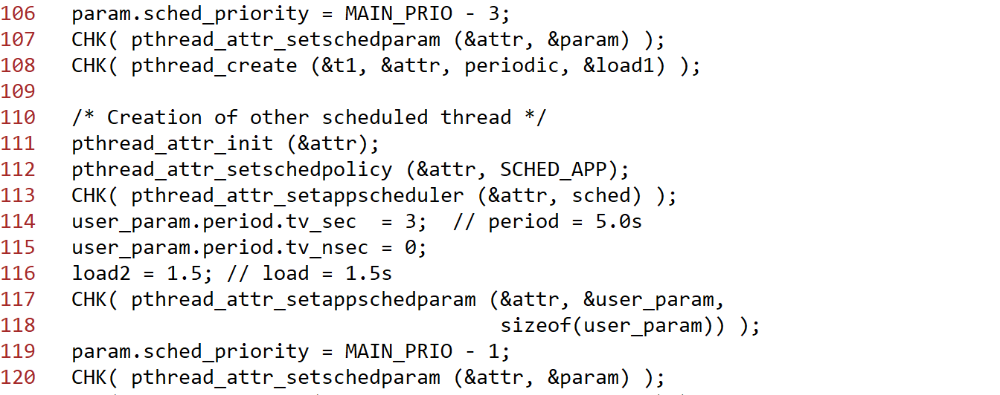 106   param.sched_priority = MAIN_PRIO - 3;
107   CHK( pthread_attr_setschedparam (&attr, &param) );
108   CHK( pthread_create (&t1, &attr, periodic, &load1) );
109
110   /* Creation of other scheduled thread */
111   pthread_attr_init (&attr);
112   pthread_attr_setschedpolicy (&attr, SCHED_APP);
113   CHK( pthread_attr_setappscheduler (&attr, sched) );
114   user_param.period.tv_sec  = 3;  // period = 5.0s
115   user_param.period.tv_nsec = 0;
116   load2 = 1.5; // load = 1.5s
117   CHK( pthread_attr_setappschedparam (&attr, &user_param,
118                                       sizeof(user_param)) );
119   param.sched_priority = MAIN_PRIO - 1;
120   CHK( pthread_attr_setschedparam (&attr, &param) );